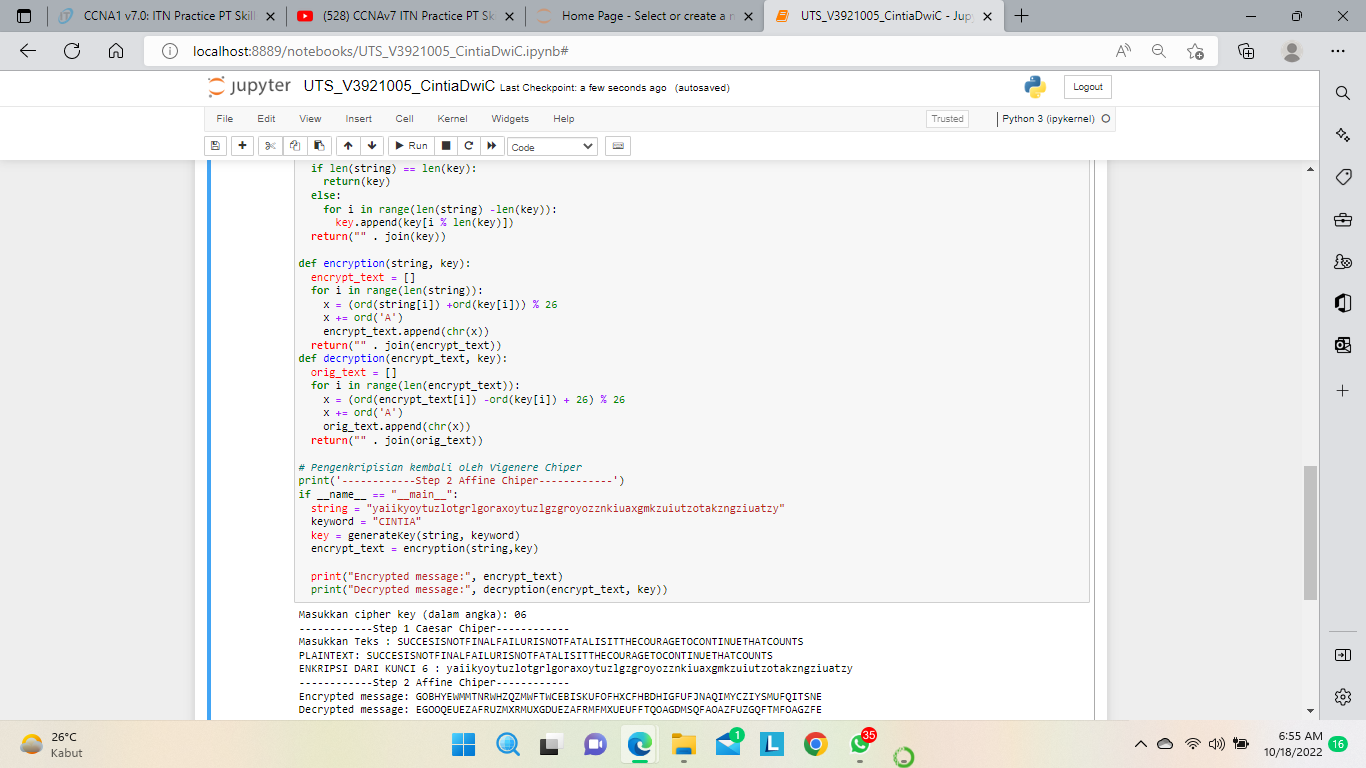 CCNA1 v7.0: ITN Practice PT Skil
(528) CCNAv7 ITN Practice PT Sk
Home Page - Select or create a n
UTS_V3921005_CintiaDwiC - Jup
localhost:8889/notebooks/UTS_V3921005_CintiaDwiC.ipynb#
jupyter UTS_V3921005_CintiaDwiC Last Checkpoint: a few seconds ago (autosaved)
Logout
File Edit View Insert Cell Kernel Widgets Help
Trusted
Python 3 (ipykernel)
Run
Code
if len(string) == len(key):
return(key)
else:
for i in range(len(string) -len(key)):
key.append(key[i % len(key)])
return("" . join(key))
def encryption(string, key):
encrypt_text = []
for i in range(len(string)):
x = (ord(string[i]) +ord(key[i])) % 26
x += ord('A')
encrypt_text.append(chr(x))
return("" . join(encrypt_text))
def decryption(encrypt_text, key):
orig_text = []
for i in range(len(encrypt_text)):
x = (ord(encrypt_text[i]) -ord(key[i]) + 26) % 26
x += ord('A')
orig_text.append(chr(x))
return("" . join(orig_text))
# Pengenkripisian kembali oleh Vigenere Chiper
print('------------Step 2 Affine Chiper------------')
if __name__ == "__main__":
string = "yaiikyoytuzlotgrlgoraxoytuzlgzgroyozznkiuaxgmkzuiutzotakzngziuatzy"
keyword = "CINTIA"
key = generateKey(string, keyword)
encrypt_text = encryption(string,key)
print("Encrypted message:", encrypt_text)
print("Decrypted message:", decryption(encrypt_text, key))
Masukkan cipher key (dalam angka): 06
------------Step 1 Caesar Chiper------------
Masukkan Teks : SUCCESISNOTFINALFAILURISNOTFATALISITTHECOURAGETOCONTINUETHATCOUNTS
PLAINTEXT: SUCCESISNOTFINALFAILURISNOTFATALISITTHECOURAGETOCONTINUETHATCOUNTS
ENKRIPSI DARI KUNCI 6 : yaiikyoytuzlotgrlgoraxoytuzlgzgroyozznkiuaxgmkzuiutzotakzngziuatzy
------------Step 2 Affine Chiper------------
Encrypted message: GOBHYEWMMTNRWHZQZMWFTWCEBISKUFOFHXCFHBDHIGFUFJNAQIMYCZIYSMUFQITSNE
Decrypted message: EGOOQEUEZAFRUZMXRMUXGDUEZAFRMFMXUEUFFTQOAGDMSQFAOAZFUZGQFTMFOAGZFE
26°C
Kabut
1
35
6:55 AM
10/18/2022
16